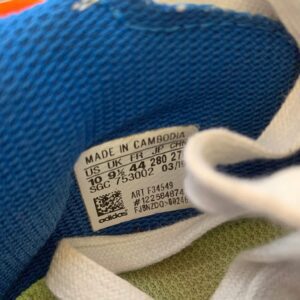 MADE IN CAMBODIA
US UK FR JP CHN
10 9½ 44 280 27
SGC 753002 03/1
ART F34549
adidas